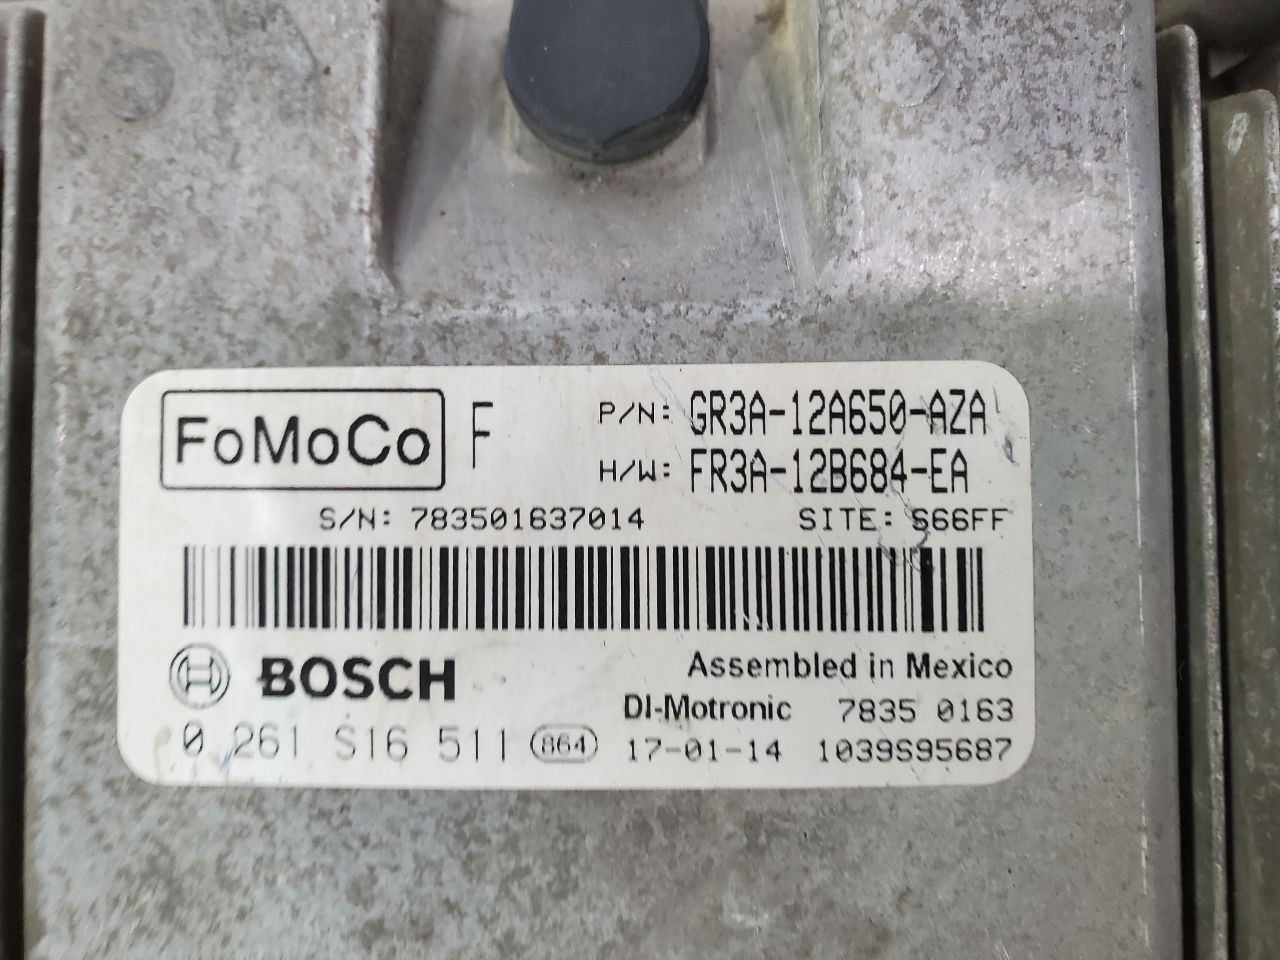 FoMoCo F P/N: GR3A-12A650-AZA
H/W: FR3A-12B684-EA
S/N: 783501637014 SITE: S66FF
BOSCH Assembled in Mexico
DI-Motronic 7835 0163
0 261 S16 511 864 17-01-14 1039S95687